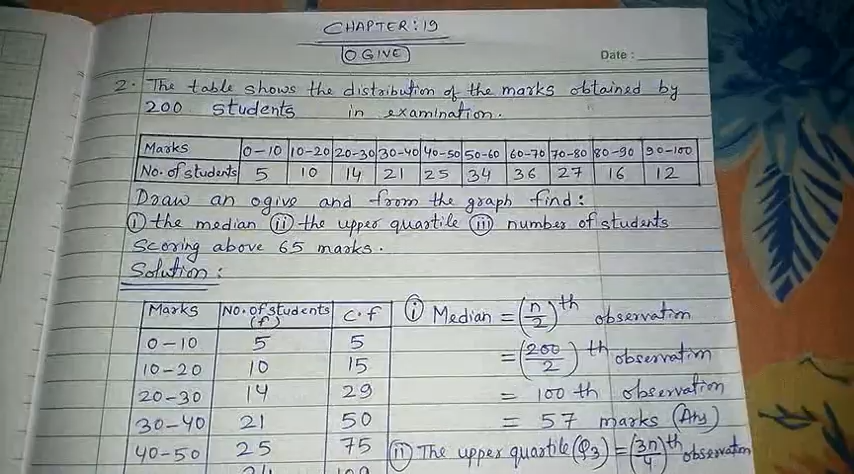 CHAPTER: 19
OGIVE
Date :
2. The table shows the distribution of the marks obtained by
200 students in examination.
Marks 0-10 10-20 20-30 30-40 40-50 50-60 60-70 70-80 80-90 90-100
No. of students 5 10 14 21 25 34 36 27 16 12
Draw an ogive and from the graph find:
(i) the median (ii) the upper quartile (iii) number of students
scoring above 65 marks.
Solution:
Marks No. of students (f) c.f
0-10 5 5
10-20 10 15
20-30 14 29
30-40 21 50
40-50 25 75
(i) Median = (n/2)th observation
= (200/2)th observation
= 100 th observation
= 57 marks (Ans)
(ii) The upper quartile (Q3) = (3n/4)th observation